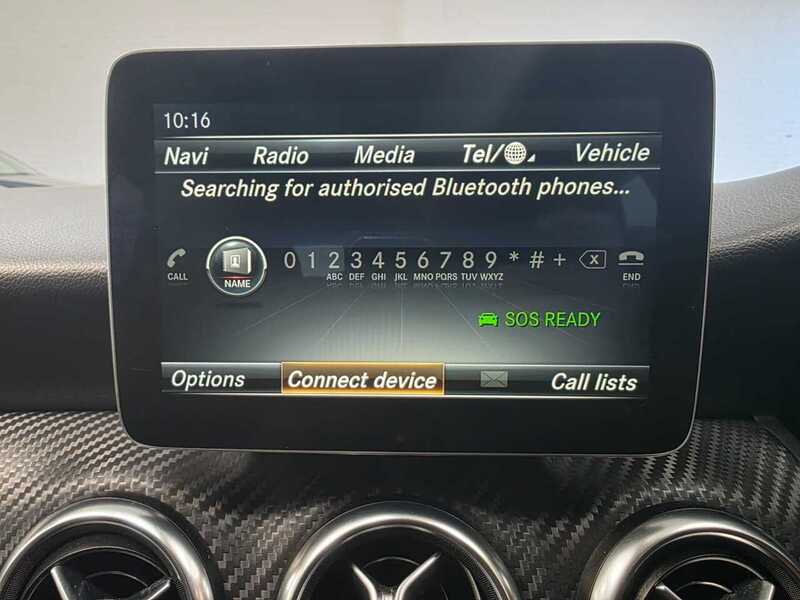 10:16
Navi Radio Media Tel/ Vehicle
Searching for authorised Bluetooth phones...
0 1 2 3 4 5 6 7 8 9 * # +
CALL NAME ABC DEF GHI JKL MNO PQRS TUV WXYZ END
SOS READY
Options Connect device Call lists